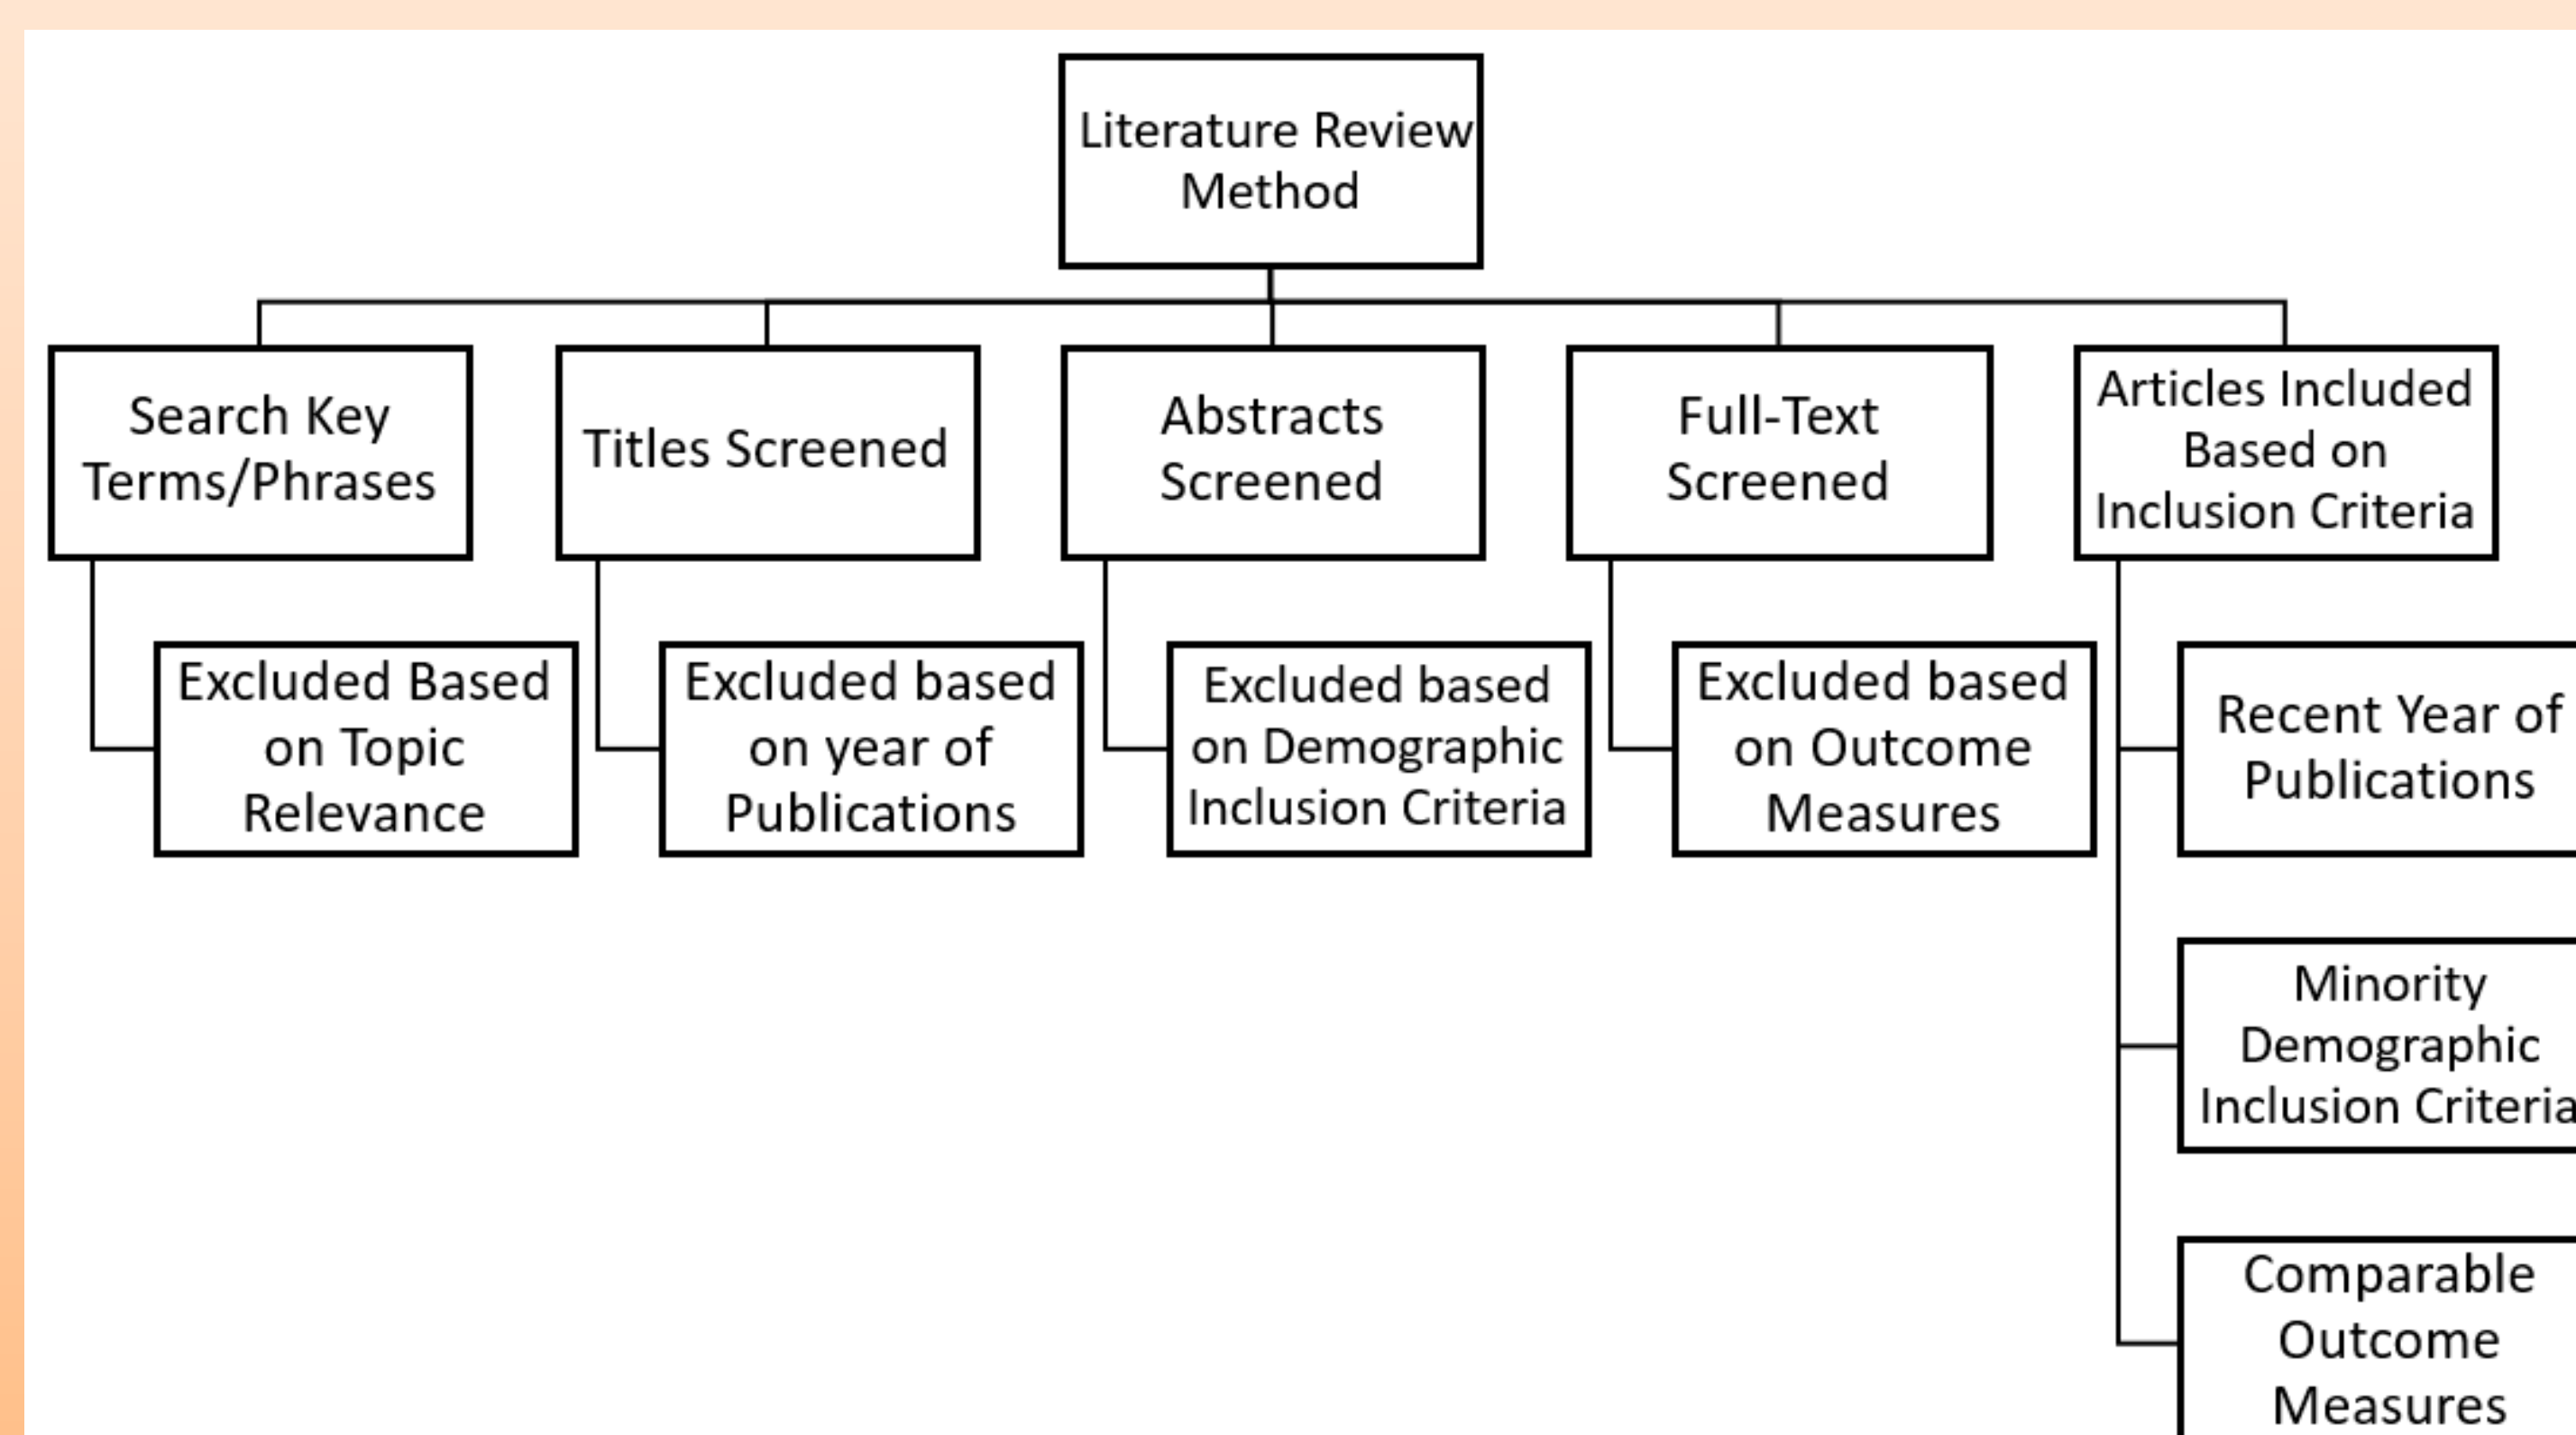 Literature Review
Method
Search Key
Terms/Phrases
Titles Screened
Abstracts
Screened
Full-Text
Screened
Articles Included
Based on
Inclusion Criteria
Excluded Based
on Topic
Relevance
Excluded based
on year of
Publications
Excluded based
on Demographic
Inclusion Criteria
Excluded based
on Outcome
Measures
Recent Year of
Publications
Minority
Demographic
Inclusion Criteria
Comparable
Outcome
Measures